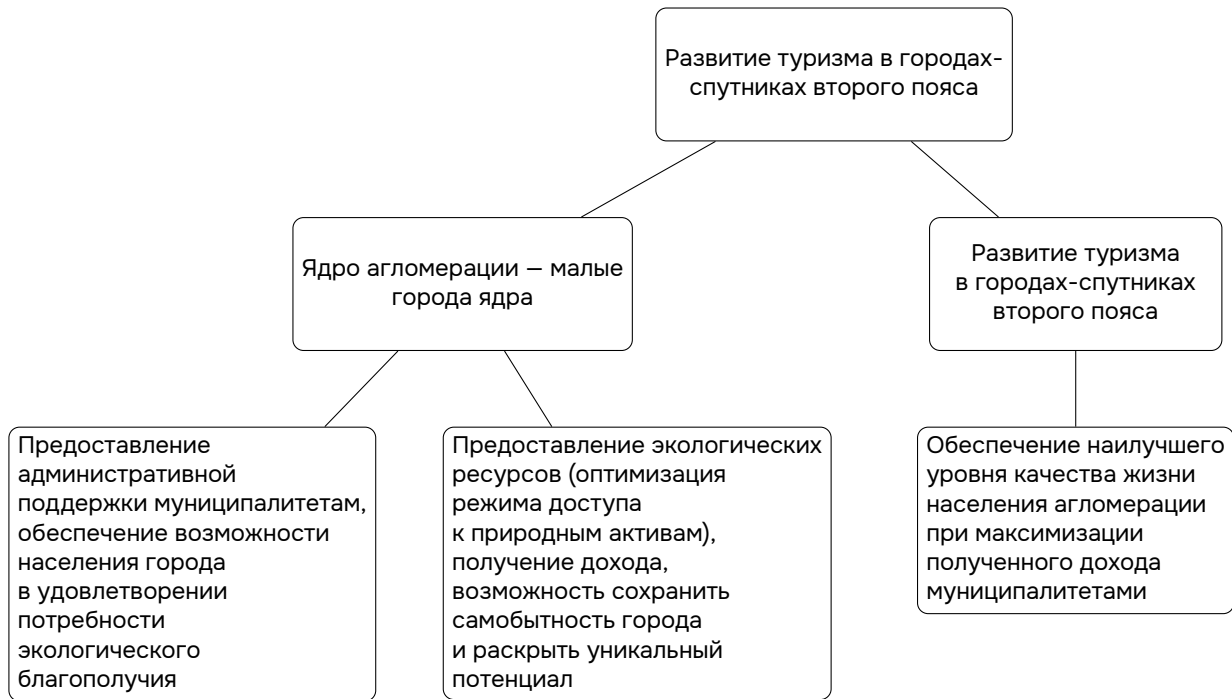 Развитие туризма в городах-
спутниках второго пояса
Ядро агломерации — малые
города ядра
Развитие туризма
в городах-спутниках
второго пояса
Предоставление
административной
поддержки муниципалитетам,
обеспечение возможности
населения города
в удовлетворении
потребности
экологического
благополучия
Предоставление экологических
ресурсов (оптимизация
режима доступа
к природным активам),
получение дохода,
возможность сохранить
самобытность города
и раскрыть уникальный
потенциал
Обеспечение наилучшего
уровня качества жизни
населения агломерации
при максимизации
полученного дохода
муниципалитетами